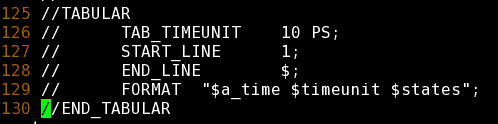 125 //TABULAR
126 //      TAB_TIMEUNIT    10 PS;
127 //      START_LINE      1;
128 //      END_LINE        $;
129 //      FORMAT  "$a_time $timeunit $states";
130 //END_TABULAR